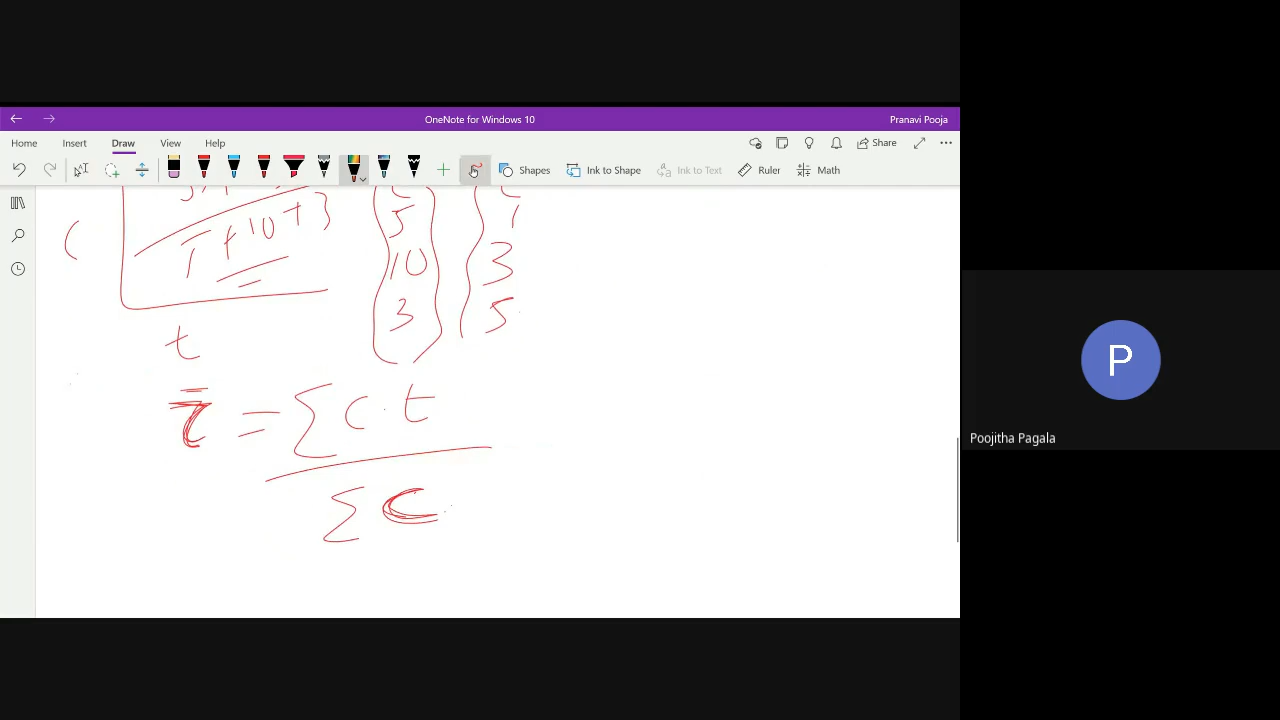 OneNote for Windows 10
Pranavi Pooja
Home Insert Draw View Help
Share
Shapes Ink to Shape Ink to Text Ruler Math
5 + 10 + 3
5
10
3
1
3
5
t
= Σ c · t
Σ c
P
Poojitha Pagala